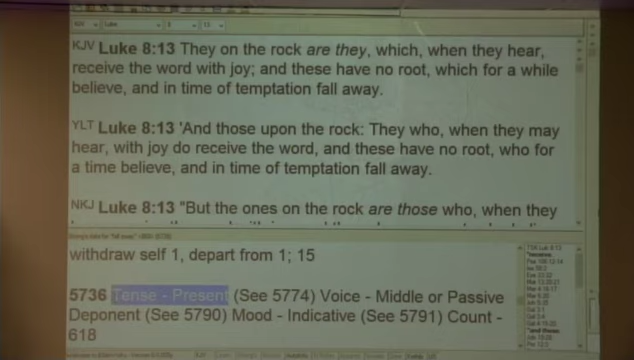 KJV Luke 8:13 They on the rock are they, which, when they hear,
receive the word with joy; and these have no root, which for a while
believe, and in time of temptation fall away.
YLT Luke 8:13 'And those upon the rock: They who, when they may
hear, with joy do receive the word, and these have no root, who for
a time believe, and in time of temptation fall away.
NKJ Luke 8:13 "But the ones on the rock are those who, when they
withdraw self 1, depart from 1; 15
5736 Tense - Present (See 5774) Voice - Middle or Passive
Deponent (See 5790) Mood - Indicative (See 5791) Count -
618